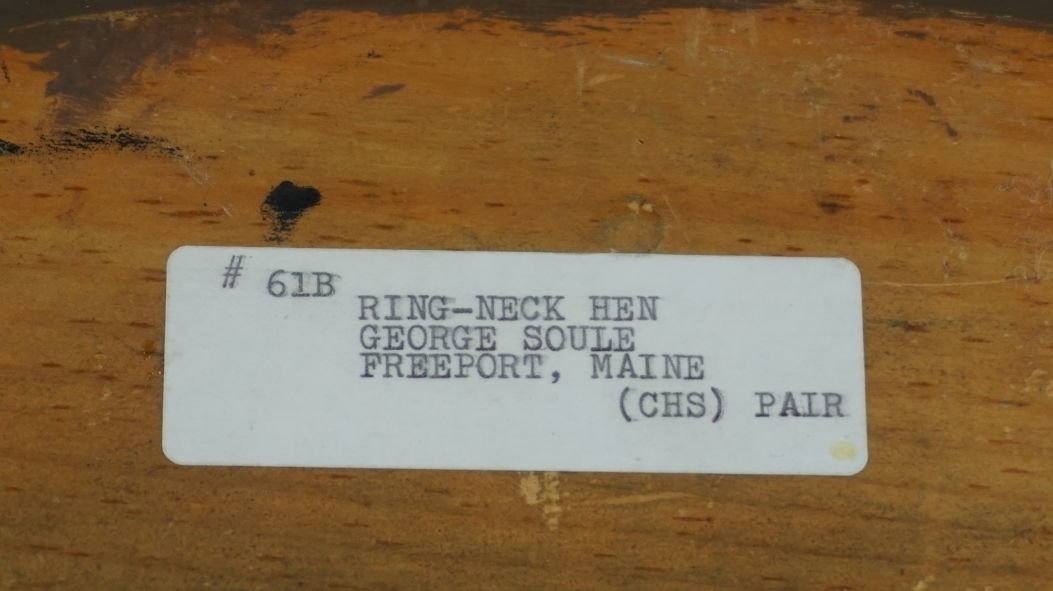 # 61B
RING-NECK HEN
GEORGE SOULE
FREEPORT, MAINE
(CHS) PAIR